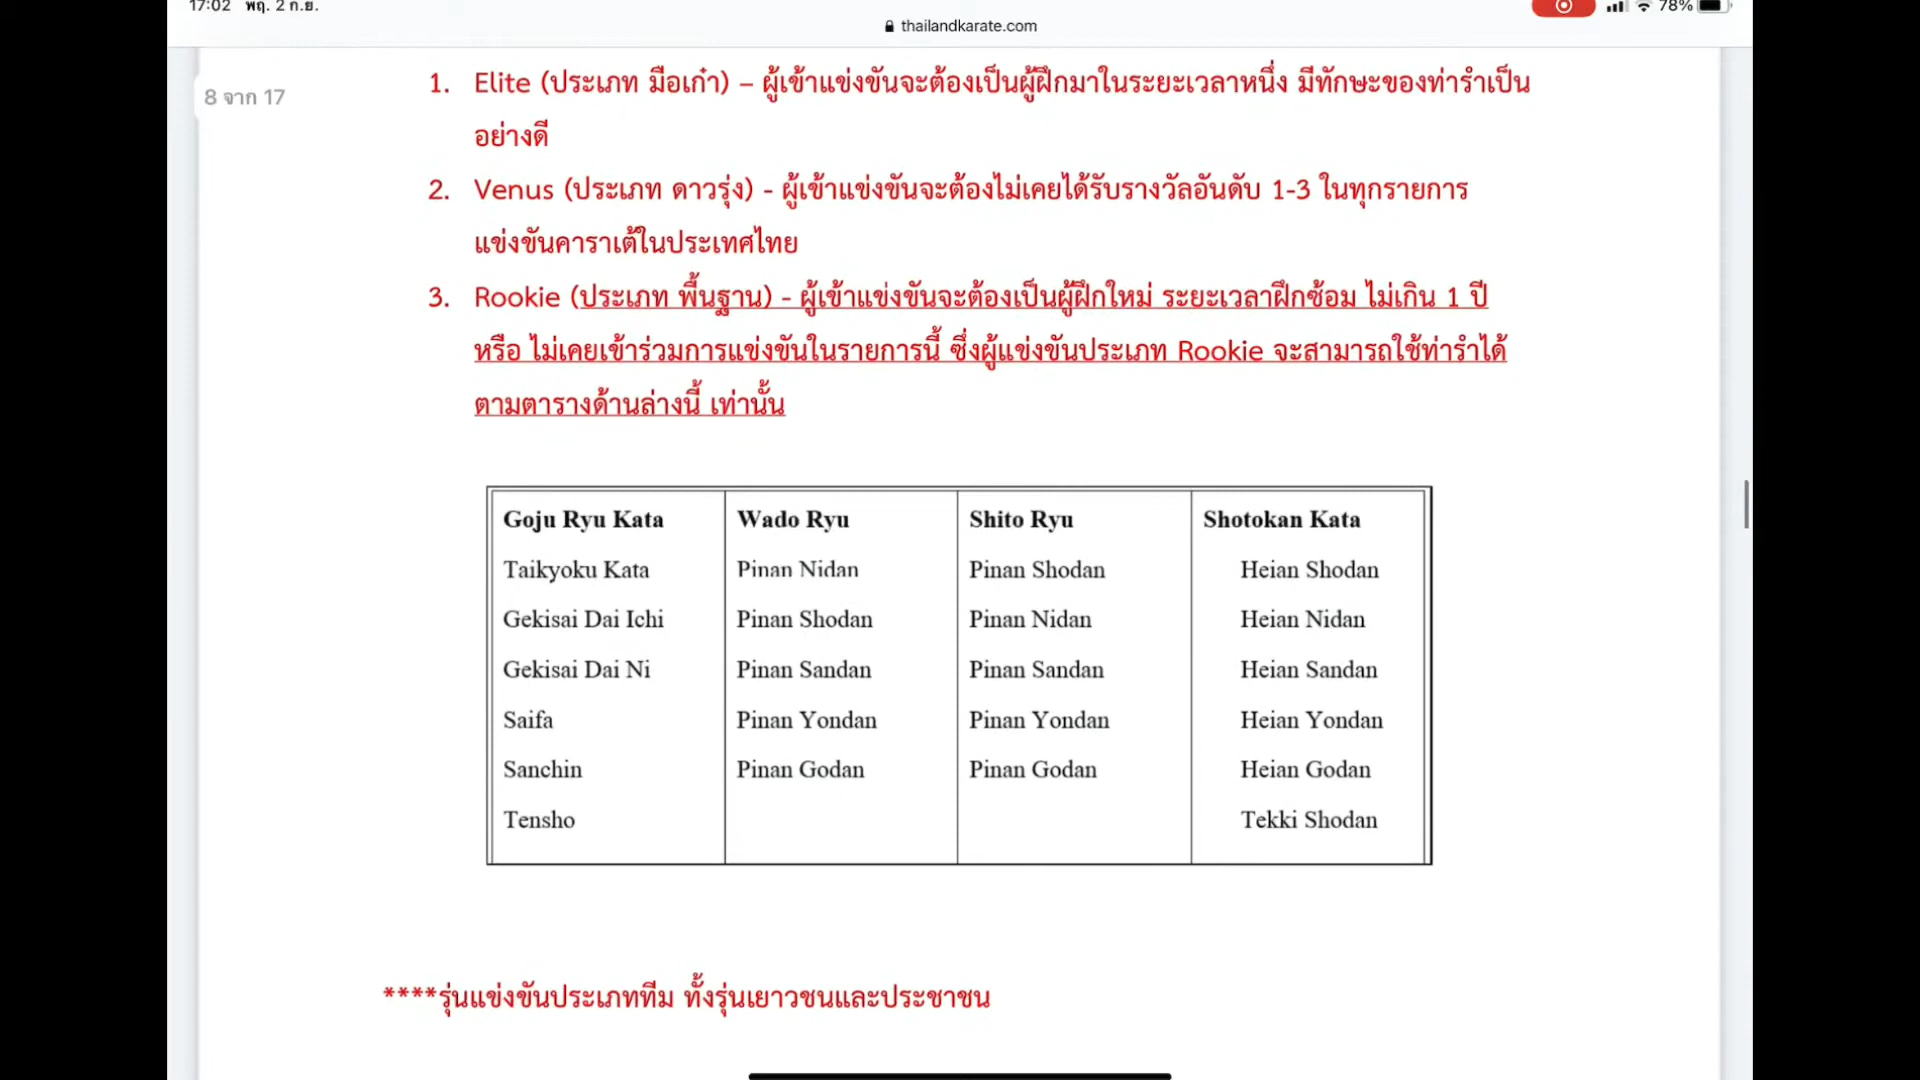 17:02 พฤ. 2 ก.ย.
78%
thailandkarate.com
8 จาก 17
1. Elite (ประเภท มือเก๋า) – ผู้เข้าแข่งขันจะต้องเป็นผู้ฝึกมาในระยะเวลาหนึ่ง มีทักษะของท่ารำเป็น
อย่างดี
2. Venus (ประเภท ดาวรุ่ง) - ผู้เข้าแข่งขันจะต้องไม่เคยได้รับรางวัลอันดับ 1-3 ในทุกรายการ
แข่งขันคาราเต้ในประเทศไทย
3. Rookie (ประเภท พื้นฐาน) - ผู้เข้าแข่งขันจะต้องเป็นผู้ฝึกใหม่ ระยะเวลาฝึกซ้อม ไม่เกิน 1 ปี
หรือ ไม่เคยเข้าร่วมการแข่งขันในรายการนี้ ซึ่งผู้แข่งขันประเภท Rookie จะสามารถใช้ท่ารำได้
ตามตารางด้านล่างนี้ เท่านั้น
Goju Ryu Kata Wado Ryu Shito Ryu Shotokan Kata
Taikyoku Kata Pinan Nidan Pinan Shodan Heian Shodan
Gekisai Dai Ichi Pinan Shodan Pinan Nidan Heian Nidan
Gekisai Dai Ni Pinan Sandan Pinan Sandan Heian Sandan
Saifa Pinan Yondan Pinan Yondan Heian Yondan
Sanchin Pinan Godan Pinan Godan Heian Godan
Tensho Tekki Shodan
****รุ่นแข่งขันประเภททีม ทั้งรุ่นเยาวชนและประชาชน